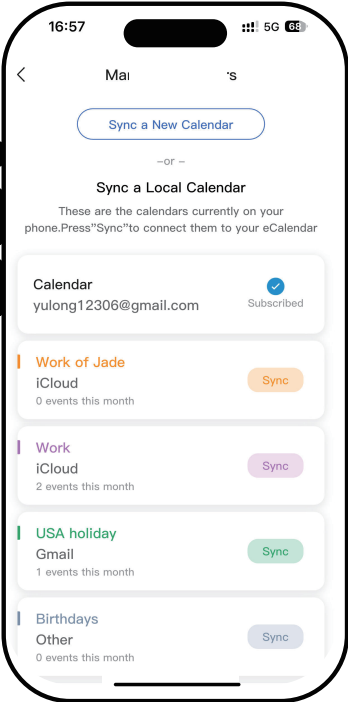 16:57
5G 68
Sync a New Calendar
–or –
Sync a Local Calendar
These are the calendars currently on your
phone.Press”Sync”to connect them to your eCalendar
Calendar
yulong12306@gmail.com
Subscribed
Work of Jade
iCloud
0 events this month
Sync
Work
iCloud
2 events this month
Sync
USA holiday
Gmail
1 events this month
Sync
Birthdays
Other
0 events this month
Sync